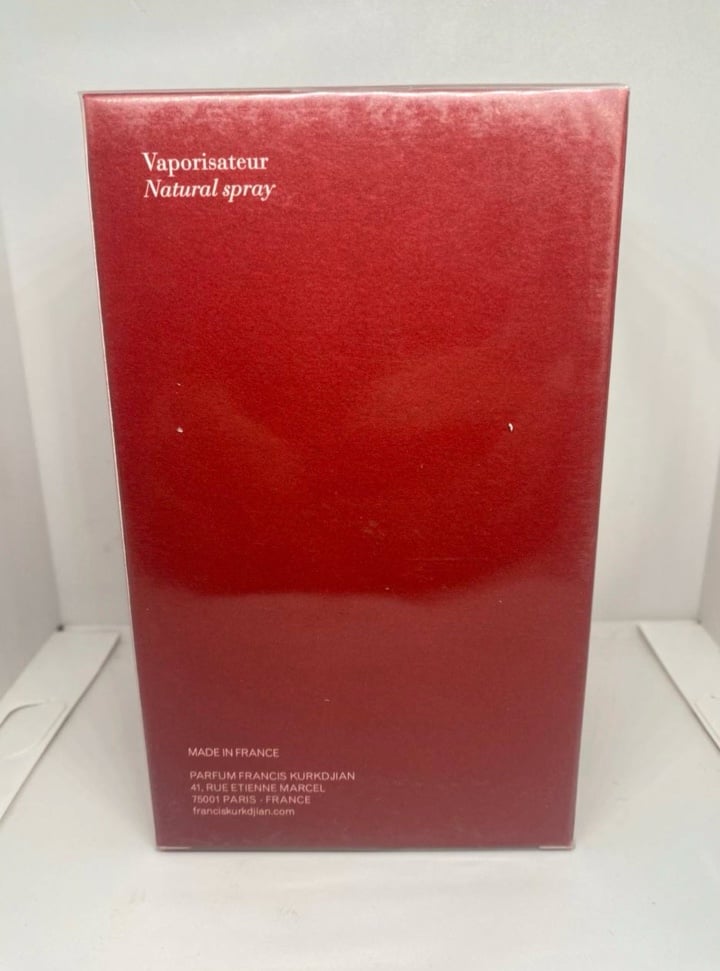 Vaporisateur
Natural spray
MADE IN FRANCE
PARFUM FRANCIS KURKDJIAN
41, RUE ETIENNE MARCEL
75001 PARIS - FRANCE
franciskurkdjian.com